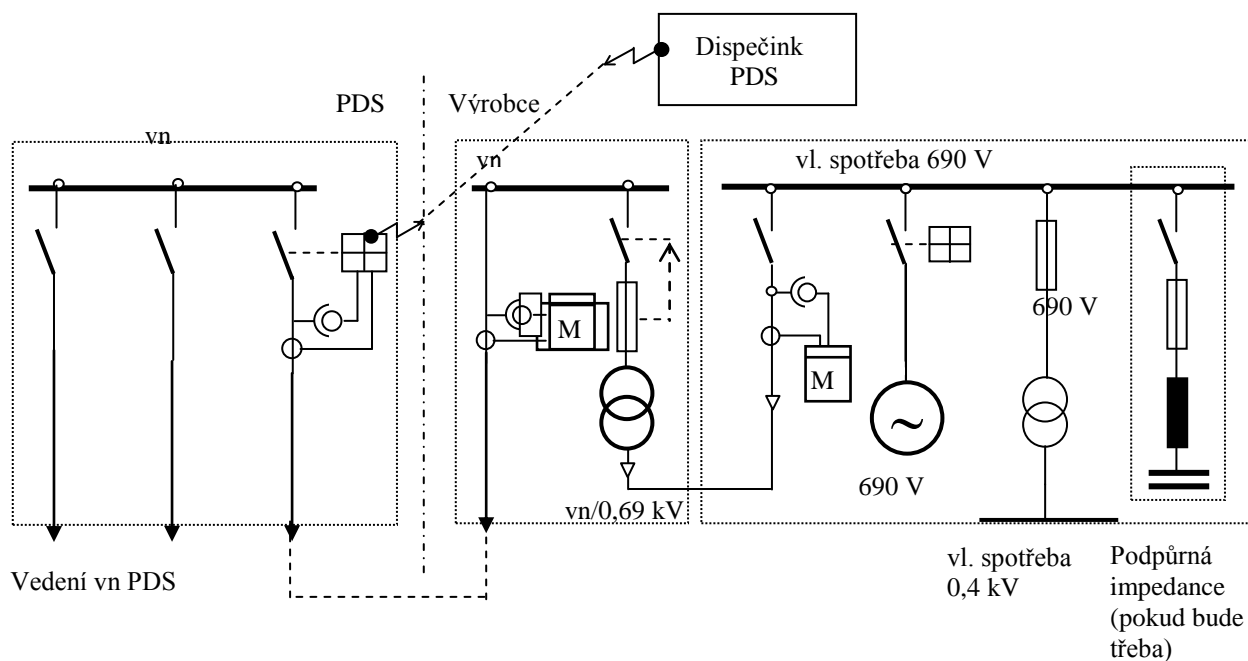 Dispečink
PDS
PDS
Výrobce
vn
vn
vl. spotřeba 690 V
M
690 V
M
~
690 V
vn/0,69 kV
Vedení vn PDS
vl. spotřeba
0,4 kV
Podpůrná
impedance
(pokud bude
třeba)